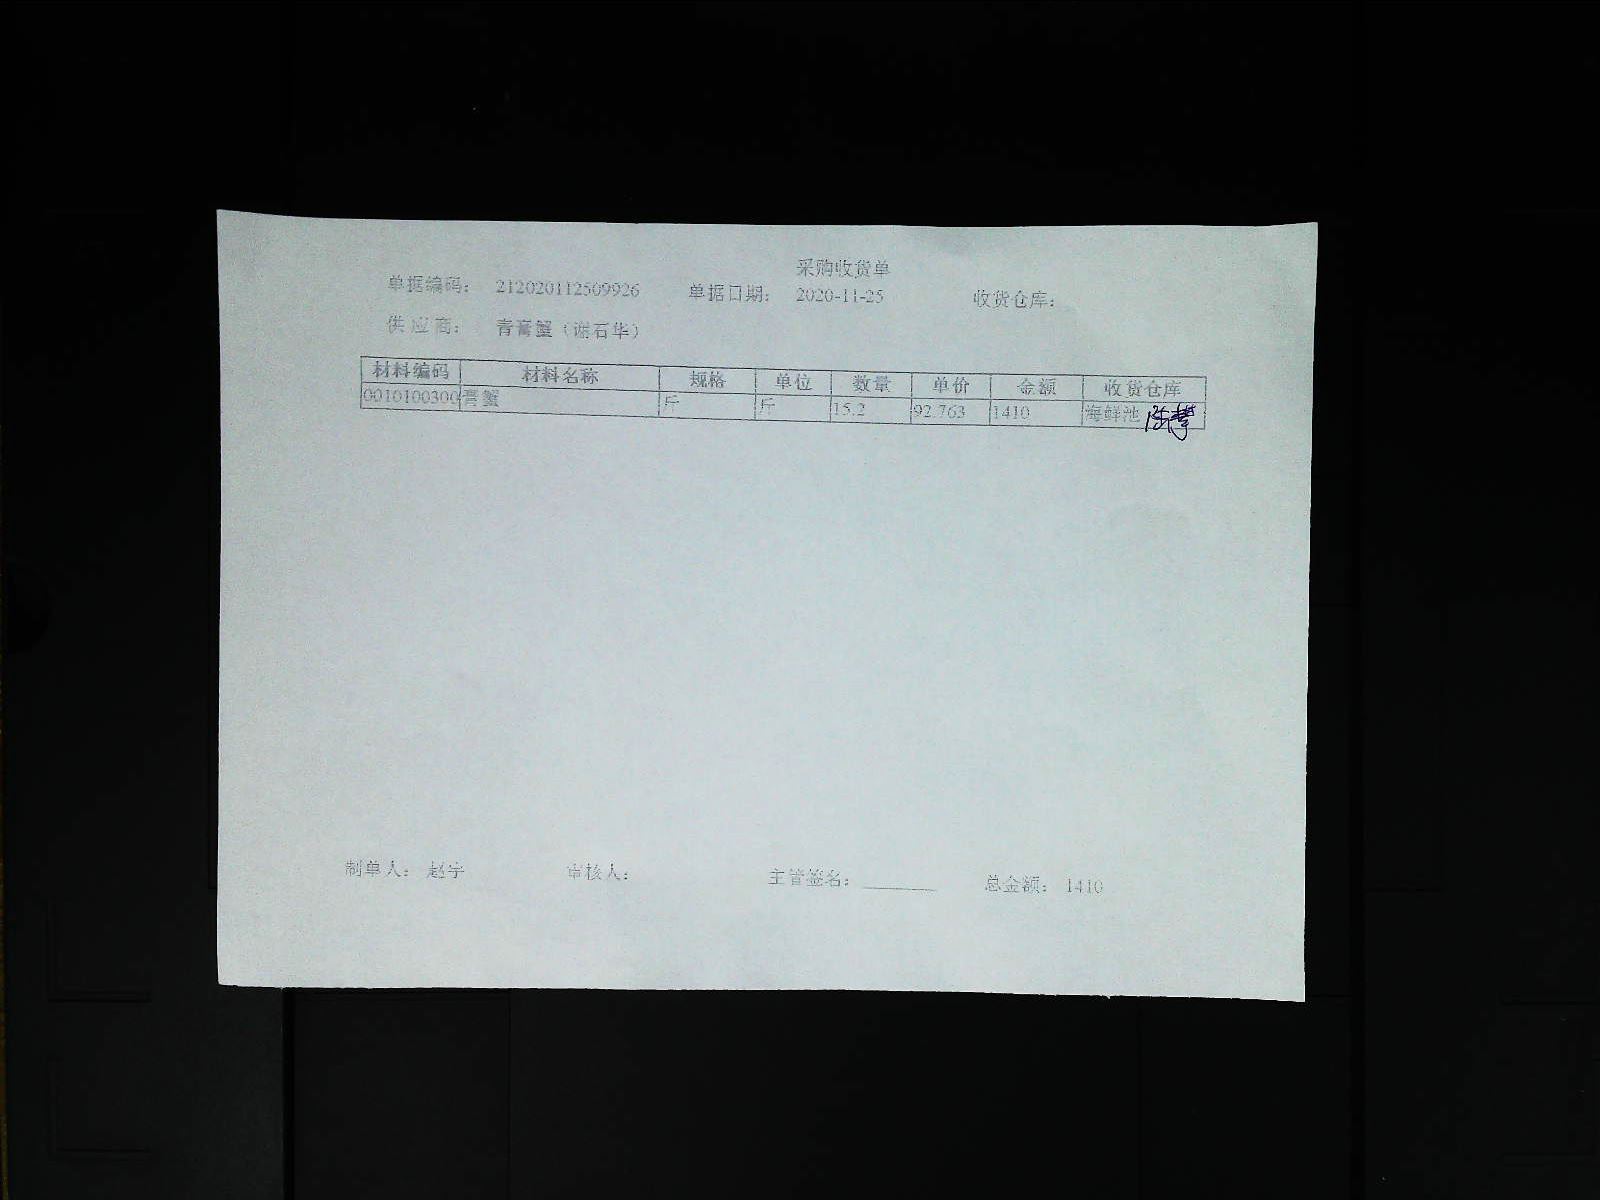 采购收货单
单据编码： 212020112509926 单据日期： 2020-11-25 收货仓库：
供应商： 青膏蟹（谢石华）
材料编码 材料名称 规格 单位 数量 单价 金额 收货仓库
0010100300 膏蟹 斤 斤 15.2 92.763 1410 海鲜池
制单人： 赵宇 审核人： 主管签名： ________ 总金额： 1410